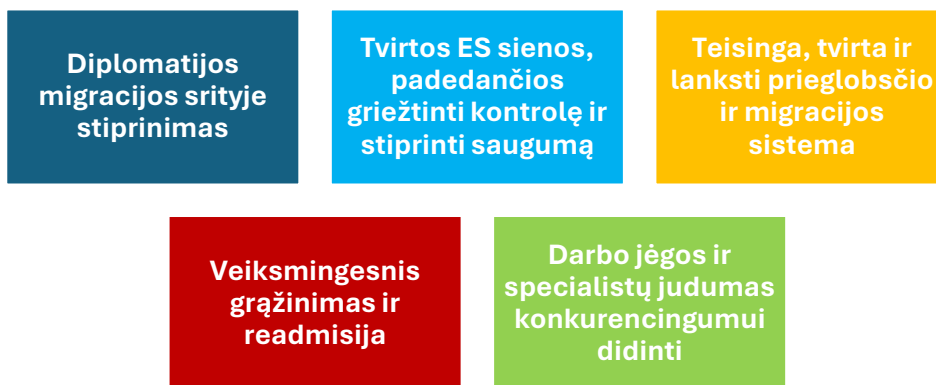 Diplomatijos
migracijos srityje
stiprinimas
Tvirtos ES sienos,
padedančios
griežtinti kontrolę ir
stiprinti saugumą
Teisinga, tvirta ir
lanksti prieglobsčio
ir migracijos
sistema
Veiksmingesnis
grąžinimas ir
readmisija
Darbo jėgos ir
specialistų judumas
konkurencingumui
didinti